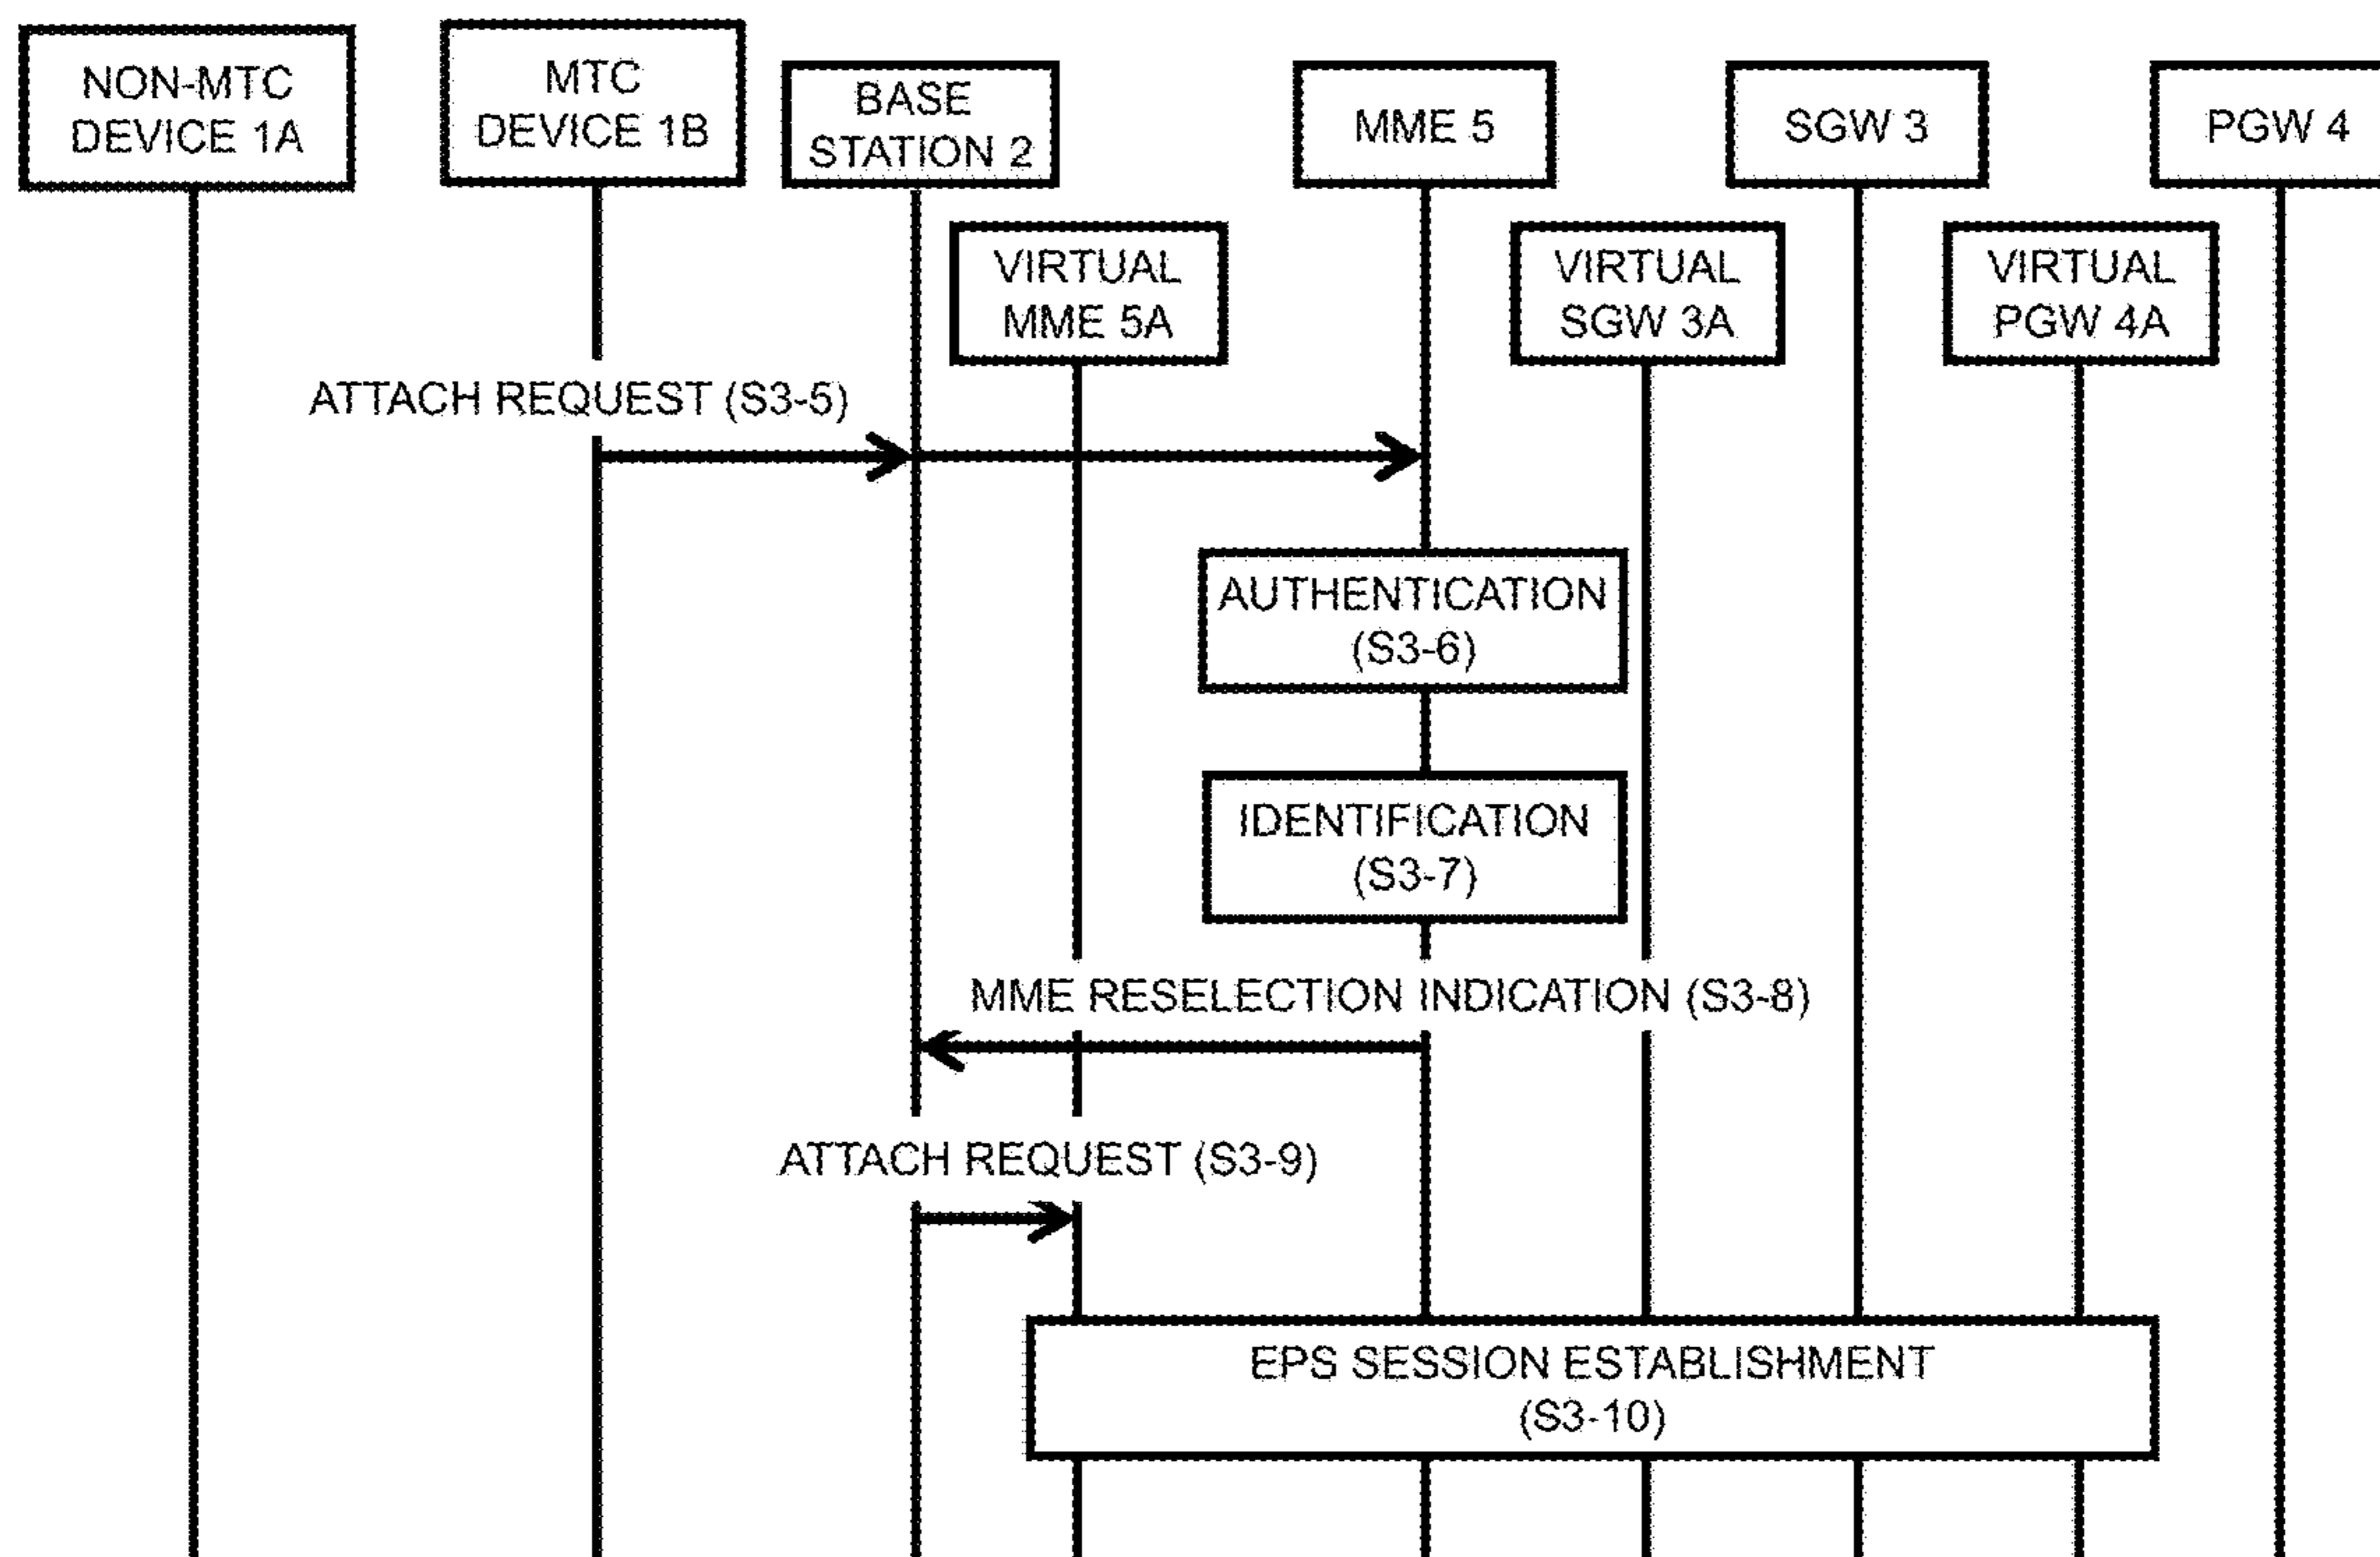 NON-MTC
DEVICE 1A
MTC
DEVICE 1B
BASE
STATION 2
MME 5
SGW 3
PGW 4
VIRTUAL
MME 5A
VIRTUAL
SGW 3A
VIRTUAL
PGW 4A
ATTACH REQUEST (S3-5)
AUTHENTICATION
(S3-6)
IDENTIFICATION
(S3-7)
MME RESELECTION INDICATION (S3-8)
ATTACH REQUEST (S3-9)
EPS SESSION ESTABLISHMENT
(S3-10)